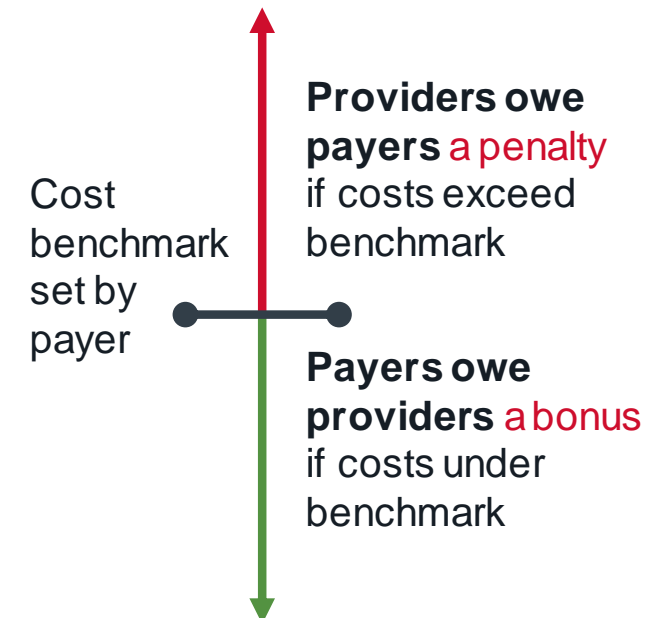 Cost
benchmark
set by
payer
Providers owe
payers a penalty
if costs exceed
benchmark
Payers owe
providers a bonus
if costs under
benchmark